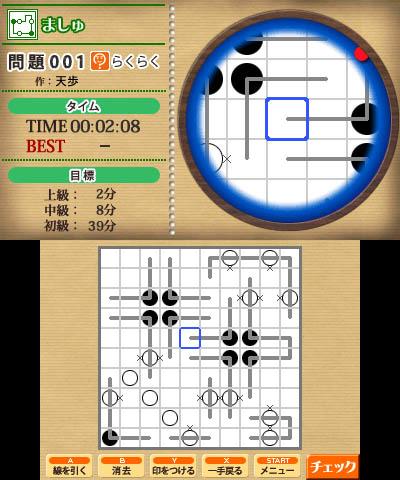 ましゅ
問題001 らくらく
作：天歩
タイム
TIME 00:02:08
BEST －
目標
上級： 2分
中級： 8分
初級： 39分
A 線を引く
B 消去
Y 印をつける
X 一手戻る
START メニュー
チェック